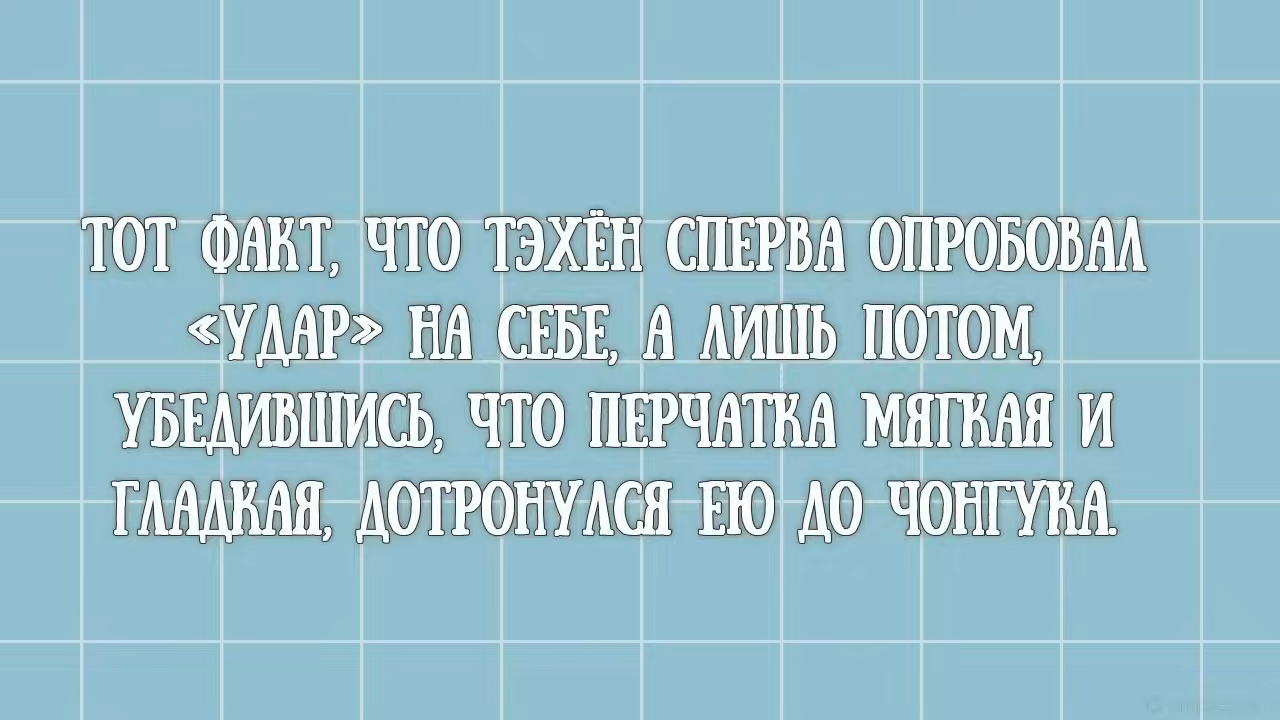 ТОТ ФАКТ, ЧТО ТЭХЁН СПЕРВА ОПРОБОВАЛ
«УДАР» НА СЕБЕ, А ЛИШЬ ПОТОМ,
УБЕДИВШИСЬ, ЧТО ПЕРЧАТКА МЯГКАЯ И
ГЛАДКАЯ, ДОТРОНУЛСЯ ЕЮ ДО ЧОНГУКА.